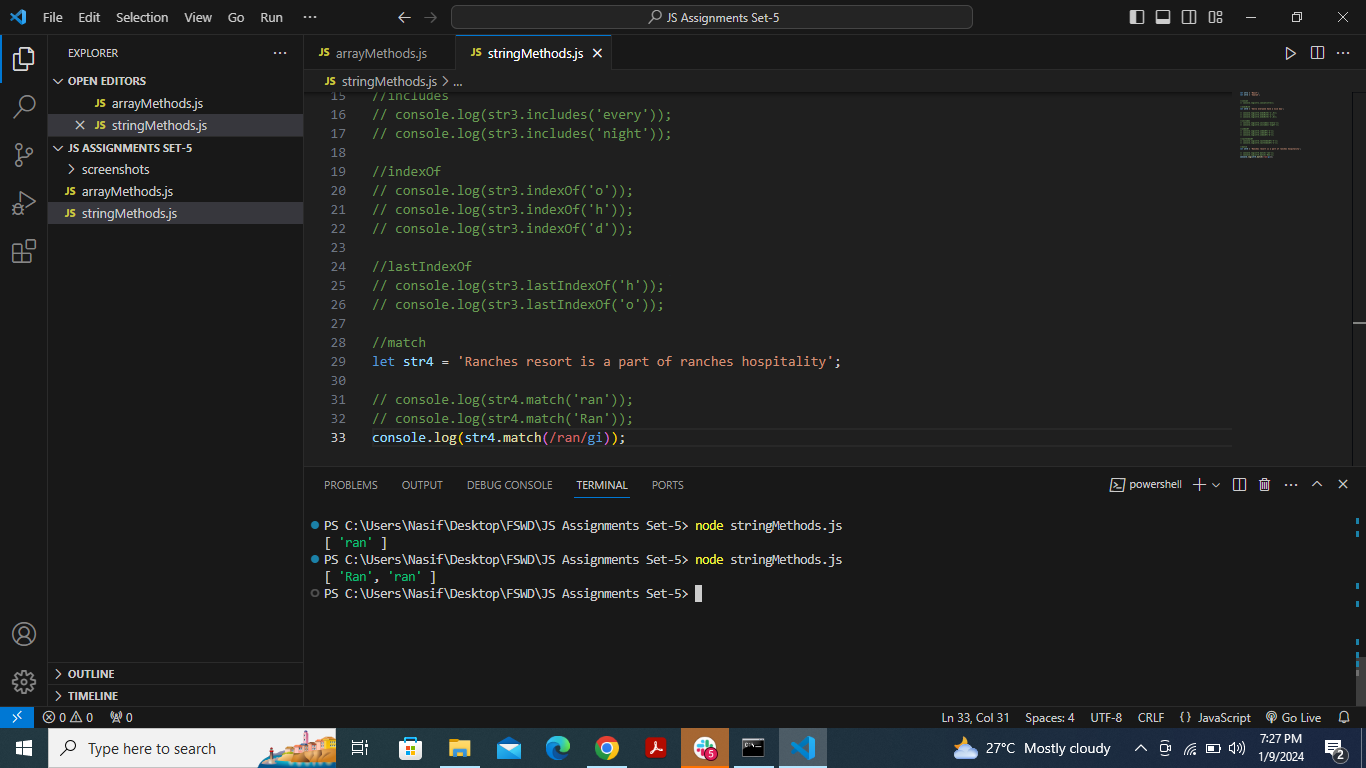 File Edit Selection View Go Run ··· JS Assignments Set-5
EXPLORER ···
OPEN EDITORS
JS arrayMethods.js
JS stringMethods.js
JS ASSIGNMENTS SET-5
screenshots
JS arrayMethods.js
JS stringMethods.js
OUTLINE
TIMELINE
JS arrayMethods.js JS stringMethods.js
JS stringMethods.js > ...
15 //includes
16 // console.log(str3.includes('every'));
17 // console.log(str3.includes('night'));
18
19 //indexOf
20 // console.log(str3.indexOf('o'));
21 // console.log(str3.indexOf('h'));
22 // console.log(str3.indexOf('d'));
23
24 //lastIndexOf
25 // console.log(str3.lastIndexOf('h'));
26 // console.log(str3.lastIndexOf('o'));
27
28 //match
29 let str4 = 'Ranches resort is a part of ranches hospitality';
30
31 // console.log(str4.match('ran'));
32 // console.log(str4.match('Ran'));
33 console.log(str4.match(/ran/gi));
PROBLEMS OUTPUT DEBUG CONSOLE TERMINAL PORTS powershell
PS C:\Users\Nasif\Desktop\FSWD\JS Assignments Set-5> node stringMethods.js
[ 'ran' ]
PS C:\Users\Nasif\Desktop\FSWD\JS Assignments Set-5> node stringMethods.js
[ 'Ran', 'ran' ]
PS C:\Users\Nasif\Desktop\FSWD\JS Assignments Set-5>
0 0 0 Ln 33, Col 31 Spaces: 4 UTF-8 CRLF {} JavaScript Go Live
Type here to search 5 27°C Mostly cloudy 7:27 PM
1/9/2024 2